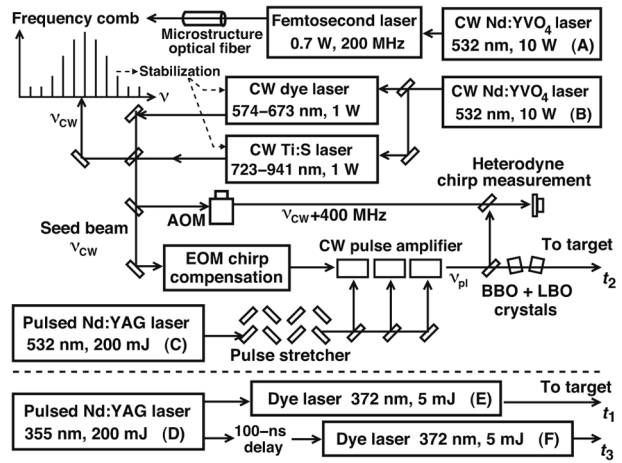 Frequency comb
Femtosecond laser
0.7 W, 200 MHz
CW Nd:YVO4 laser
532 nm, 10 W (A)
Microstructure
optical fiber
Stabilization
ν
CW dye laser
574–673 nm, 1 W
CW Nd:YVO4 laser
532 nm, 10 W (B)
νCW
CW Ti:S laser
723–941 nm, 1 W
Heterodyne
chirp measurement
AOM
νCW+400 MHz
Seed beam
νCW
EOM chirp
compensation
CW pulse amplifier
νpl
To target
t2
BBO + LBO
crystals
Pulsed Nd:YAG laser
532 nm, 200 mJ (C)
Pulse stretcher
Pulsed Nd:YAG laser
355 nm, 200 mJ (D)
Dye laser 372 nm, 5 mJ (E)
To target
t1
100–ns
delay
Dye laser 372 nm, 5 mJ (F)
t3